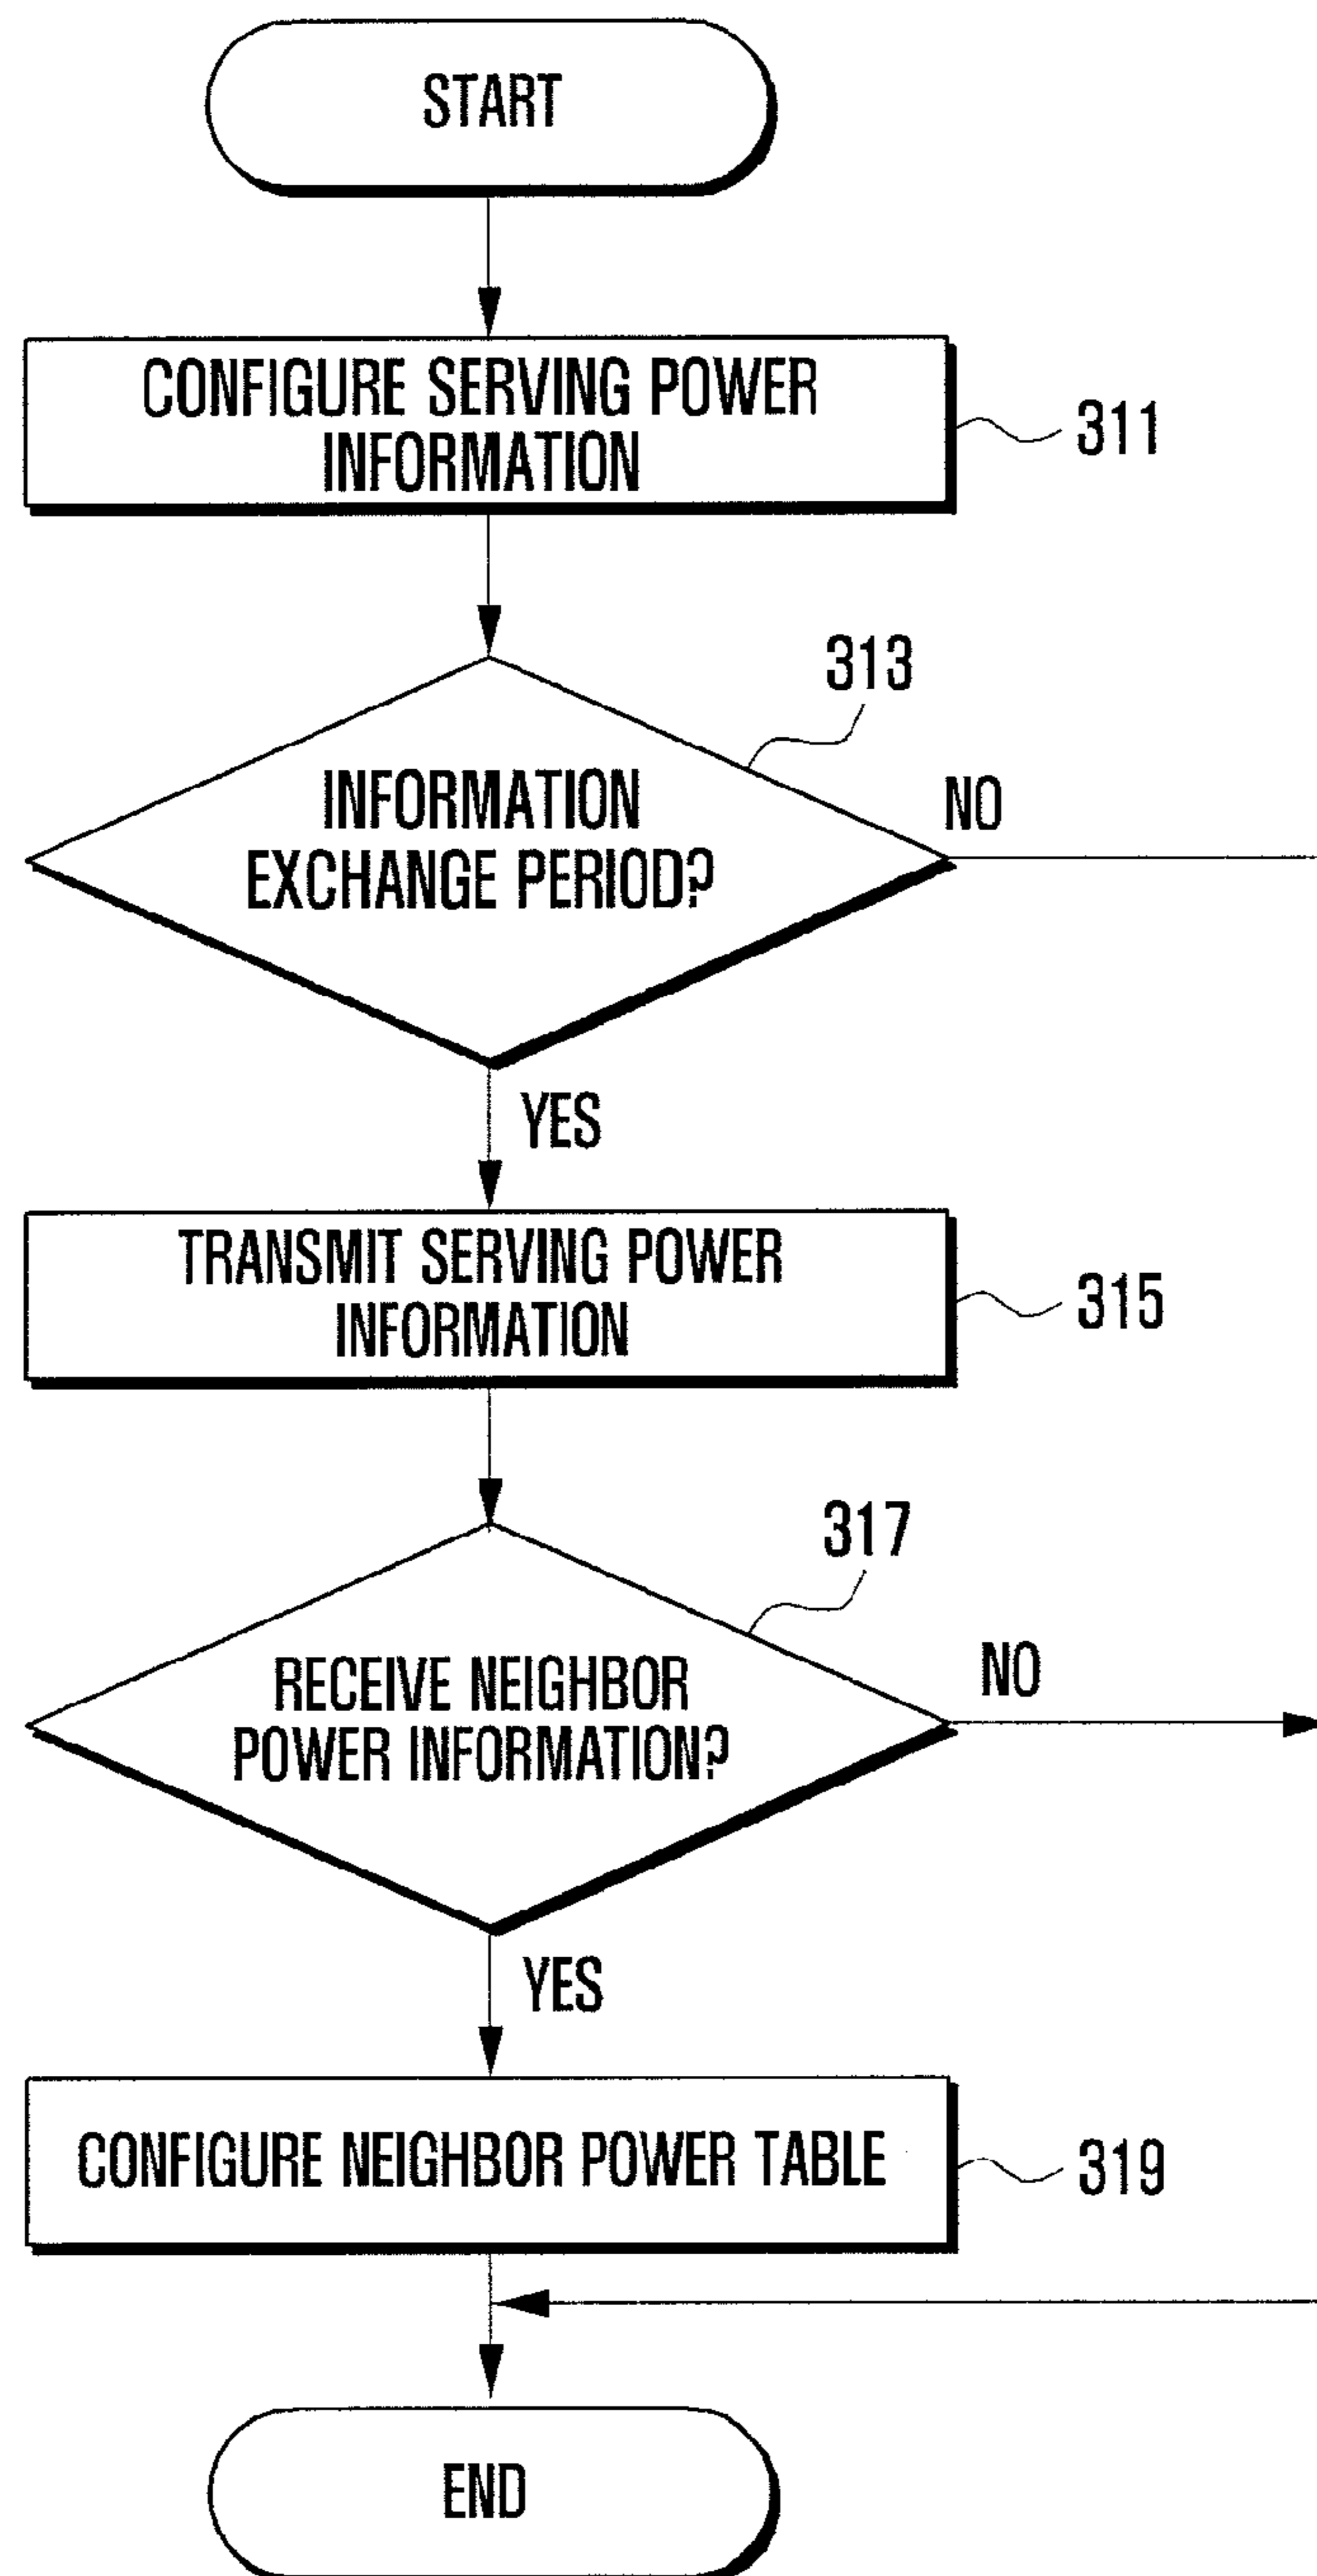 START
CONFIGURE SERVING POWER
INFORMATION
311
313
INFORMATION
EXCHANGE PERIOD?
NO
YES
TRANSMIT SERVING POWER
INFORMATION
315
317
RECEIVE NEIGHBOR
POWER INFORMATION?
NO
YES
CONFIGURE NEIGHBOR POWER TABLE
319
END